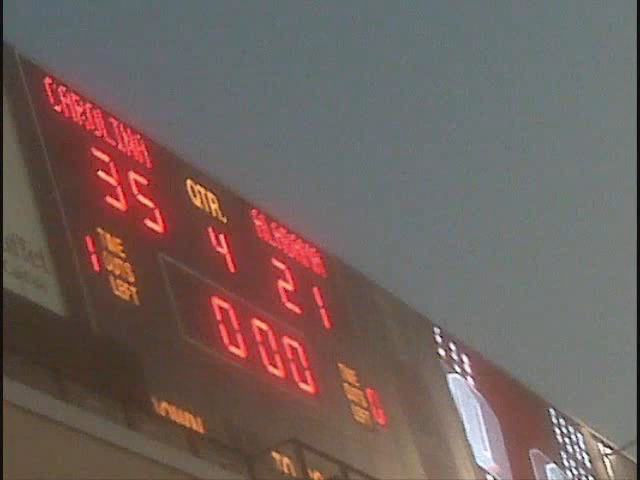 CAROLINA
35 QTR. ALABAMA
4 21
1 TIME OUTS LEFT
000
TIME OUTS LEFT 0
DOWN
TO